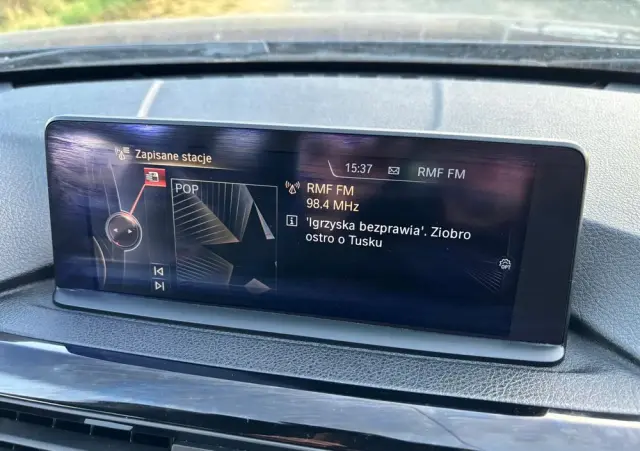 Zapisane stacje
15:37 RMF FM
POP
RMF FM
98.4 MHz
'Igrzyska bezprawia'. Ziobro
ostro o Tusku